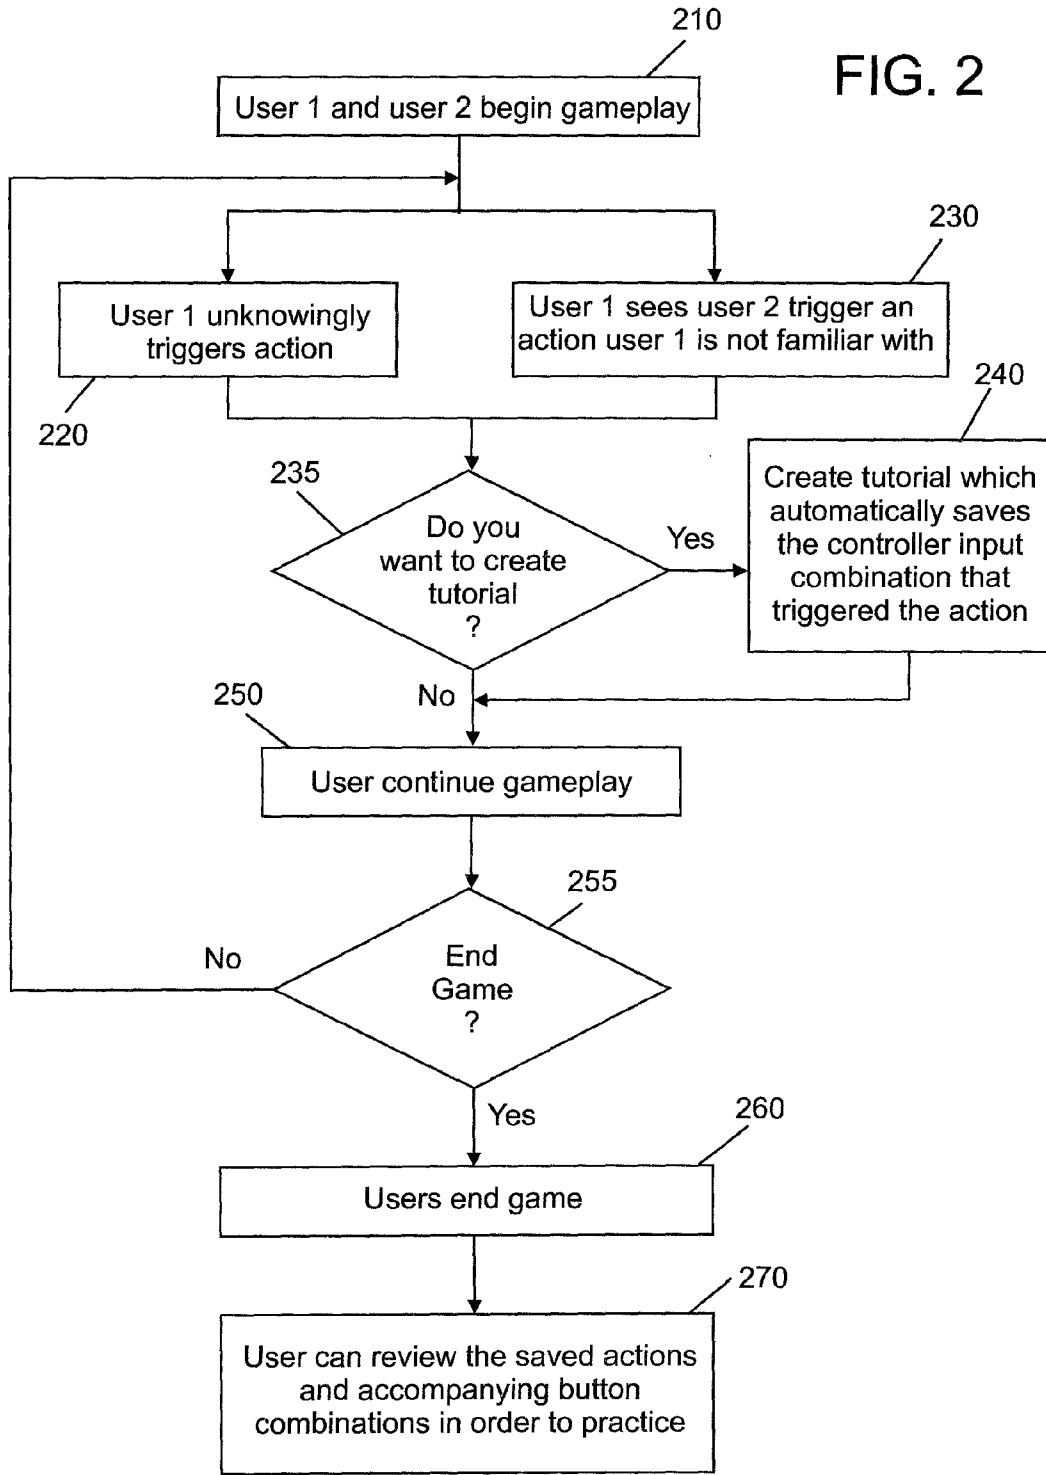 210
FIG. 2
User 1 and user 2 begin gameplay
230
User 1 unknowingly
triggers action
User 1 sees user 2 trigger an
action user 1 is not familiar with
220
240
235
Do you
want to create
tutorial
?
Yes
Create tutorial which
automatically saves
the controller input
combination that
triggered the action
No
250
User continue gameplay
255
End
Game
?
No
Yes
260
Users end game
270
User can review the saved actions
and accompanying button
combinations in order to practice